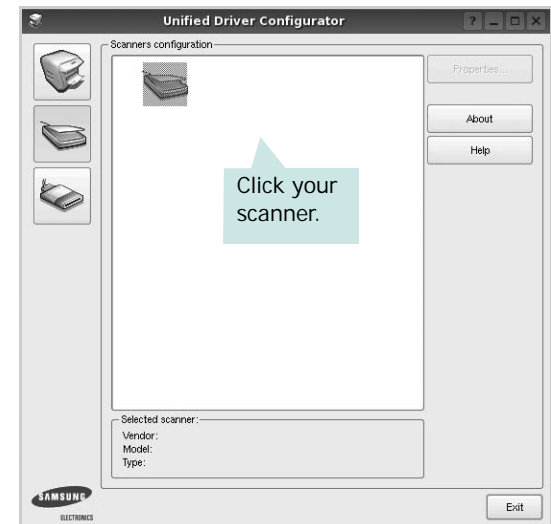 Unified Driver Configurator
Scanners configuration
Properties...
About
Help
Click your
scanner.
Selected scanner:
Vendor:
Model:
Type:
SAMSUNG
ELECTRONICS
Exit